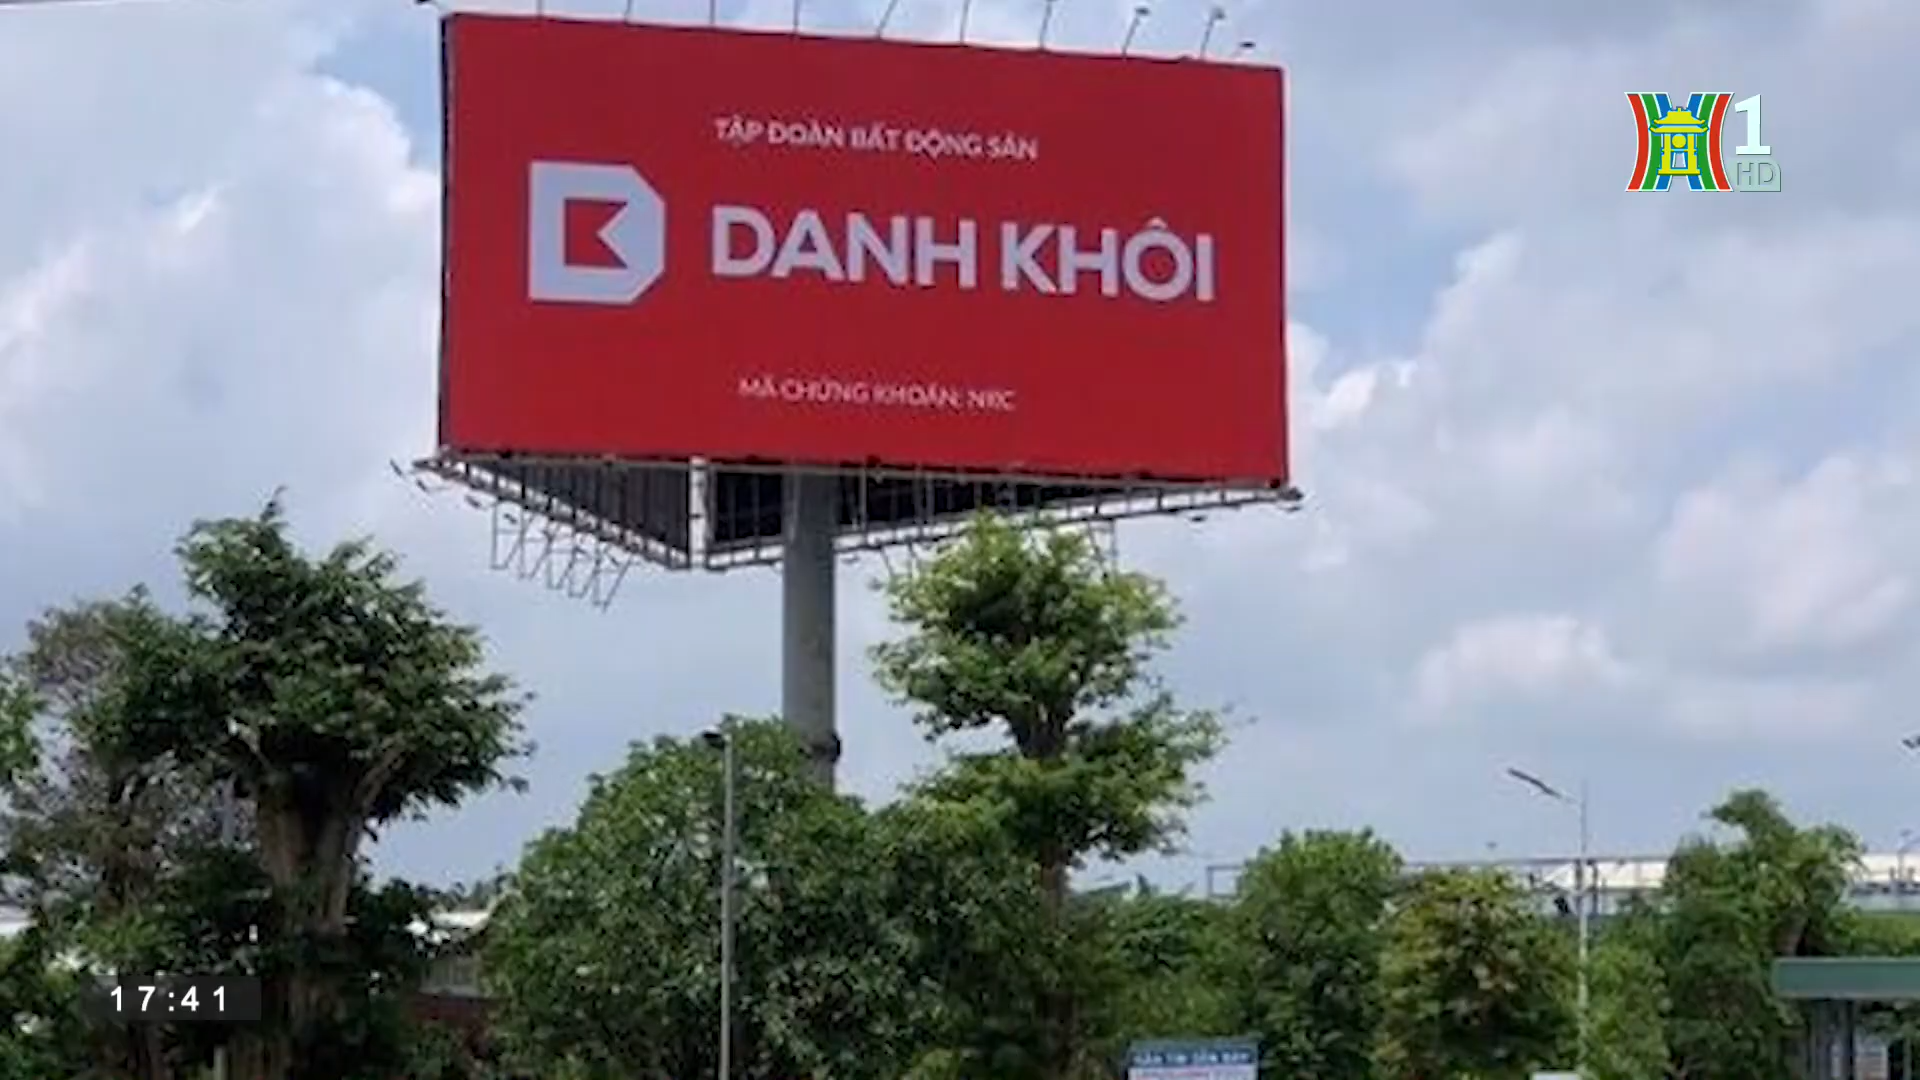 TẬP ĐOÀN BẤT ĐỘNG SẢN
DANH KHÔI
MÃ CHỨNG KHOÁN: NRC
1
HD
17:41